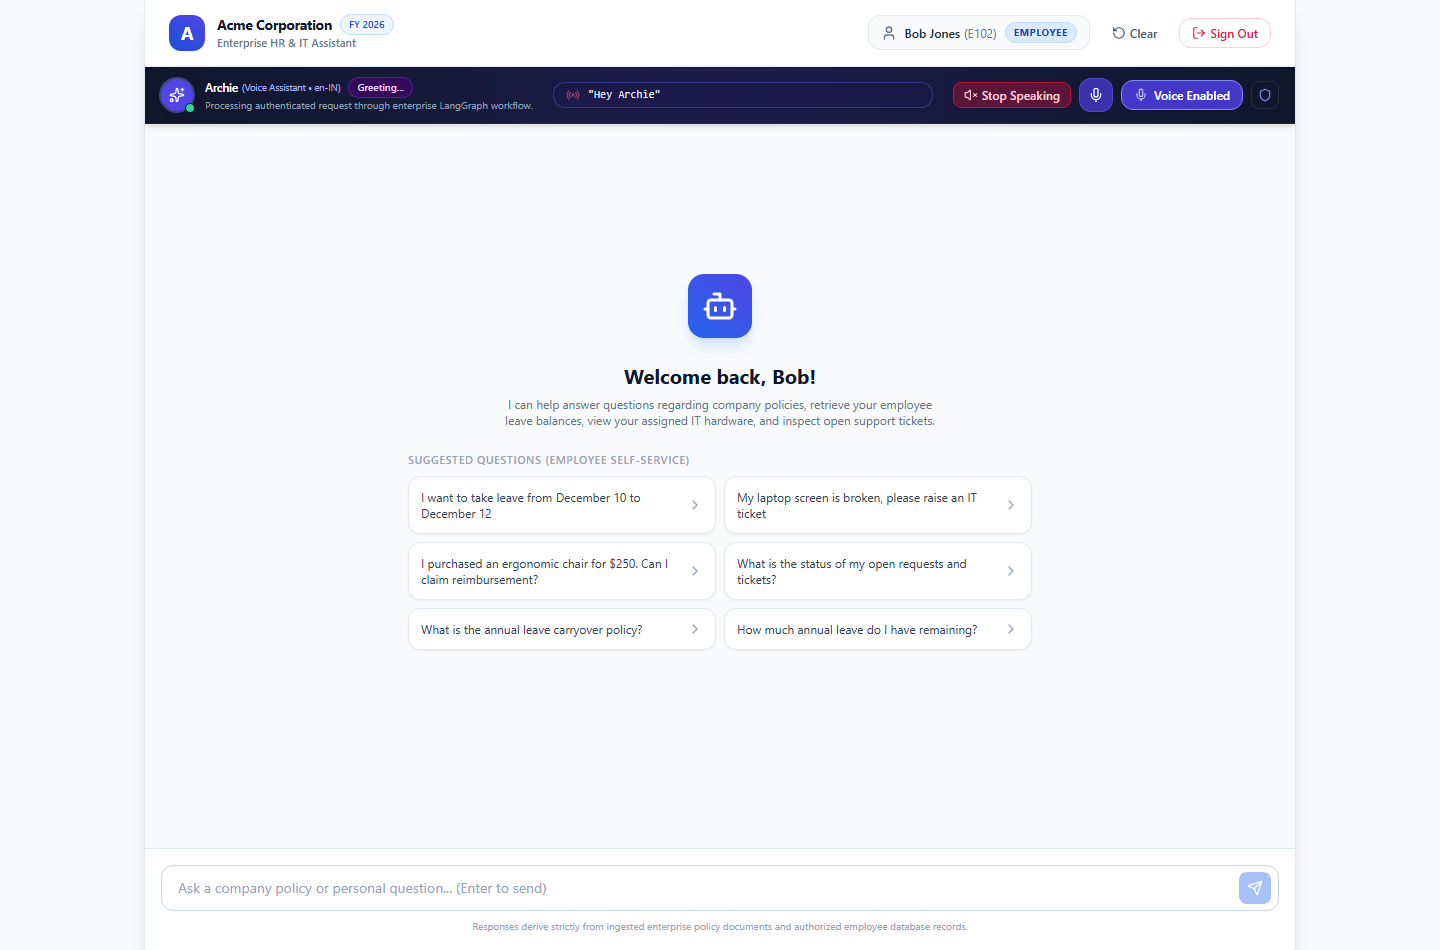 A
Acme Corporation FY 2026
Enterprise HR & IT Assistant
Bob Jones (E102) EMPLOYEE
Clear
Sign Out
Archie (Voice Assistant • en-IN) Greeting...
Processing authenticated request through enterprise LangGraph workflow.
"Hey Archie"
Stop Speaking
Voice Enabled
Welcome back, Bob!
I can help answer questions regarding company policies, retrieve your employee
leave balances, view your assigned IT hardware, and inspect open support tickets.
SUGGESTED QUESTIONS (EMPLOYEE SELF-SERVICE)
I want to take leave from December 10 to
December 12
My laptop screen is broken, please raise an IT
ticket
I purchased an ergonomic chair for $250. Can I
claim reimbursement?
What is the status of my open requests and
tickets?
What is the annual leave carryover policy?
How much annual leave do I have remaining?
Ask a company policy or personal question... (Enter to send)
Responses derive strictly from ingested enterprise policy documents and authorized employee database records.